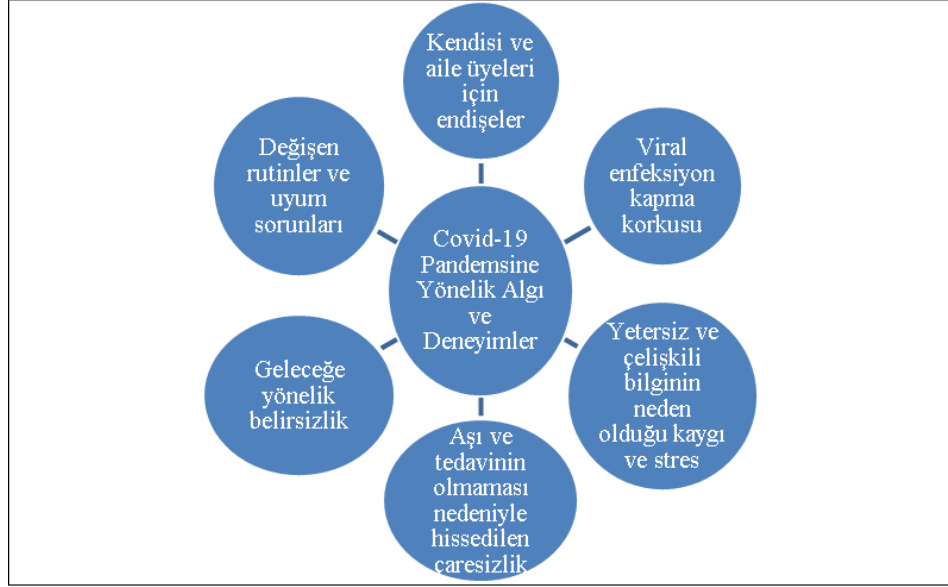 Kendisi ve
aile üyeleri
için
endişeler
Viral
enfeksiyon
kapma
korkusu
Yetersiz ve
çelişkili
bilginin
neden
olduğu kaygı
ve stres
Aşı ve
tedavinin
olmaması
nedeniyle
hissedilen
çaresizlik
Geleceğe
yönelik
belirsizlik
Değişen
rutinler ve
uyum
sorunları
Covid-19
Pandemsine
Yönelik Algı
ve
Deneyimler